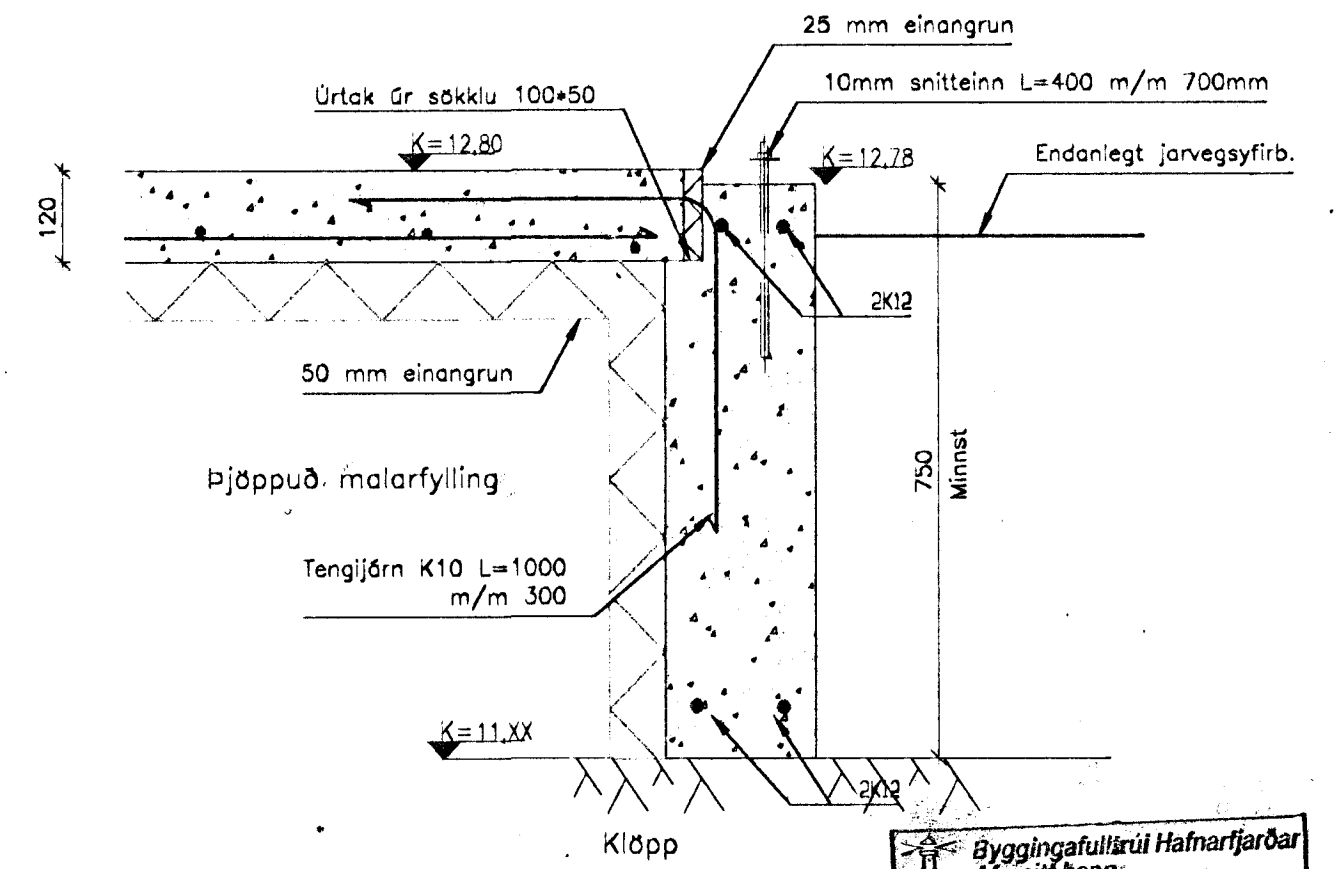 25 mm einangrun
Úrtak úr sökklu 100*50
10mm snitteinn L=400 m/m 700mm
K=12,80
K=12,78
Endanlegt jarvegsyfirb.
120
2K12
50 mm einangrun
750
Minnst
Þjöppuð malarfylling
Tengijárn K10 L=1000
m/m 300
K=11,XX
2K12
Klöpp
Byggingafulltrúi Hafnarfjarðar